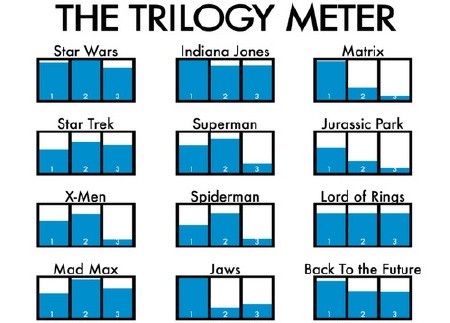 THE TRILOGY METER
Star Wars Indiana Jones Matrix
1 2 3 1 2 3 1 2 3
Star Trek Superman Jurassic Park
1 2 3 1 2 3 1 2 3
X-Men Spiderman Lord of Rings
1 2 3 1 2 3 1 2 3
Mad Max Jaws Back To the Future
1 2 3 1 2 3 1 2 3